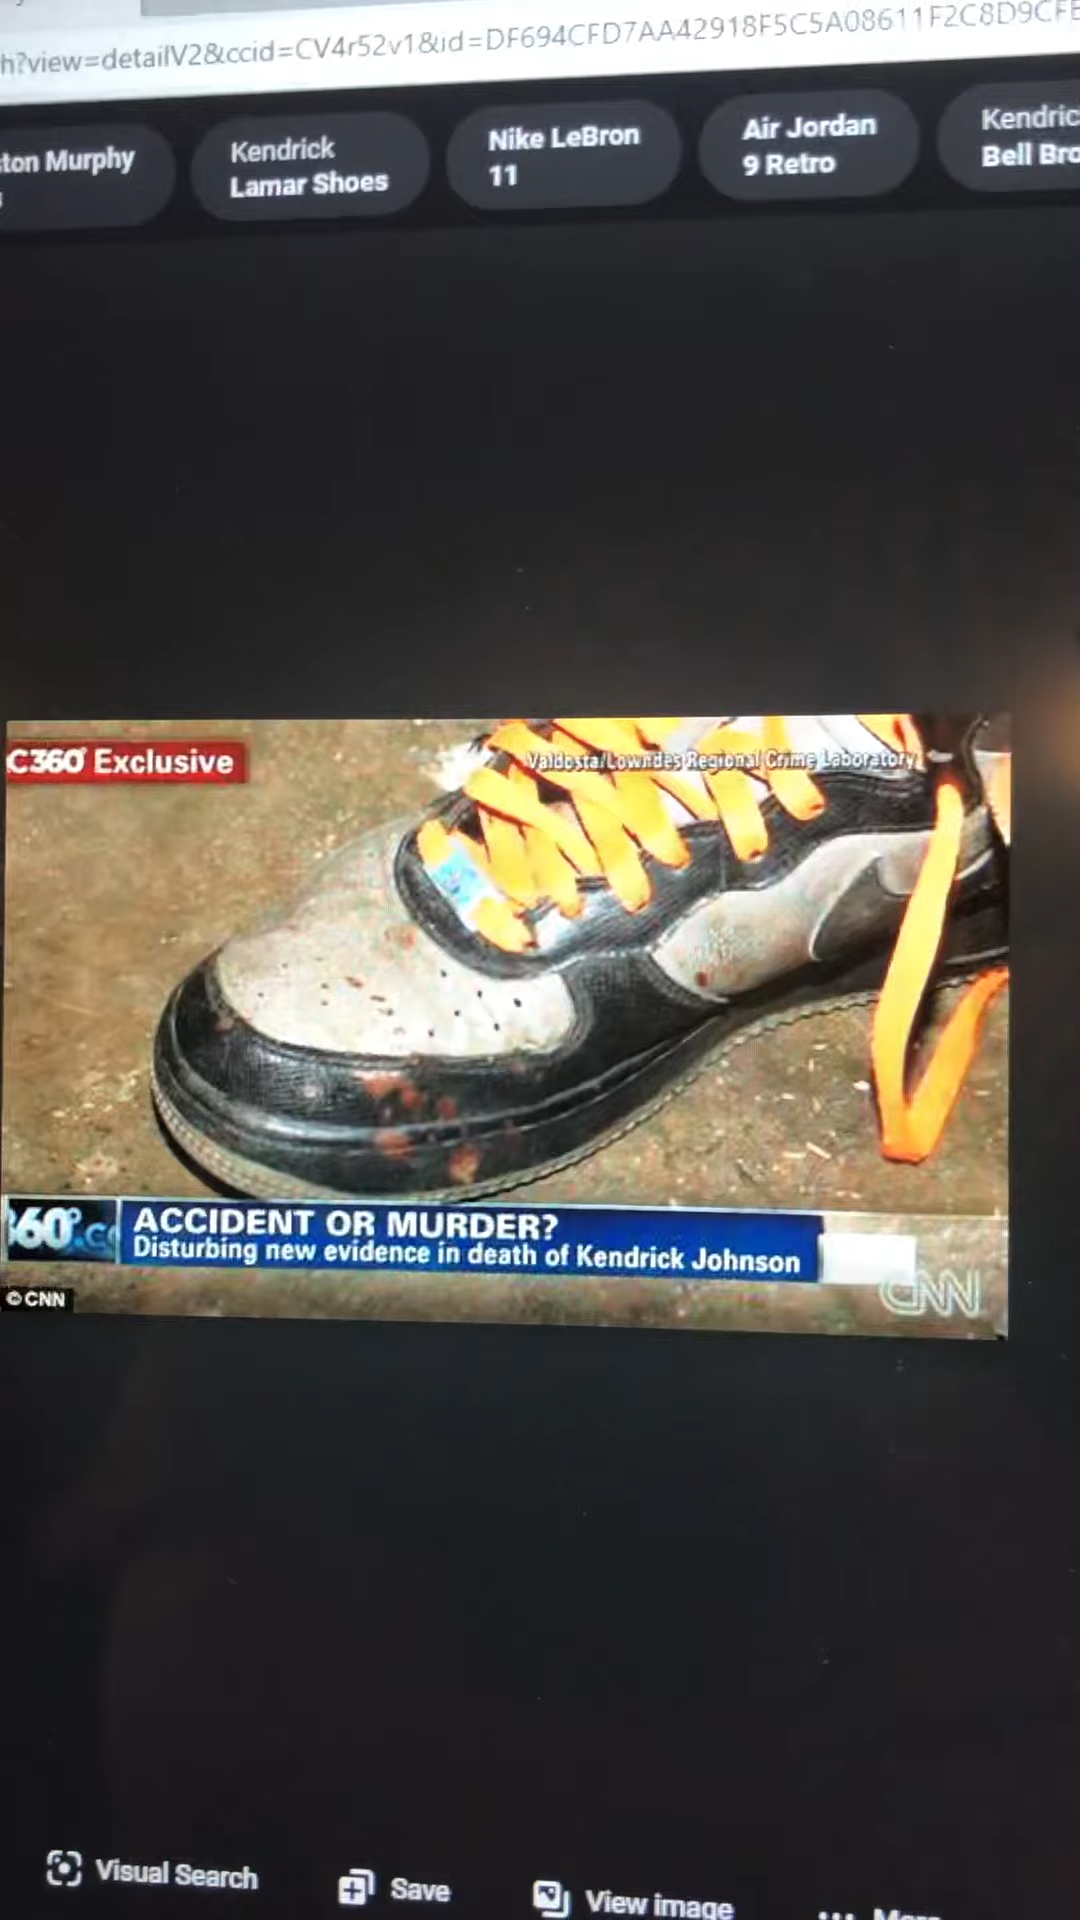 h?view=detailV2&ccid=CV4r52v1&id=DF694CFD7AA42918F5C5A08611F2C8D9CFE
ton Murphy
Kendrick
Lamar Shoes
Nike LeBron
11
Air Jordan
9 Retro
Kendric
Bell Bro
C360° Exclusive
Valdosta/Lowndes Regional Crime Laboratory
360°
ACCIDENT OR MURDER?
Disturbing new evidence in death of Kendrick Johnson
CNN
© CNN
Visual Search
Save
View image